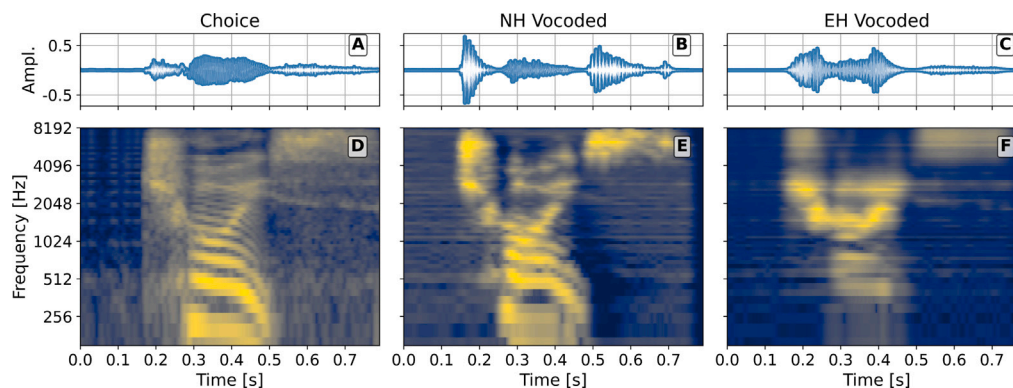 Choice NH Vocoded EH Vocoded
Ampl.
0.5
-0.5
A
B
C
Frequency [Hz]
8192
4096
2048
1024
512
256
D
E
F
0.0 0.1 0.2 0.3 0.4 0.5 0.6 0.7 0.0 0.1 0.2 0.3 0.4 0.5 0.6 0.7 0.0 0.1 0.2 0.3 0.4 0.5 0.6 0.7
Time [s] Time [s] Time [s]